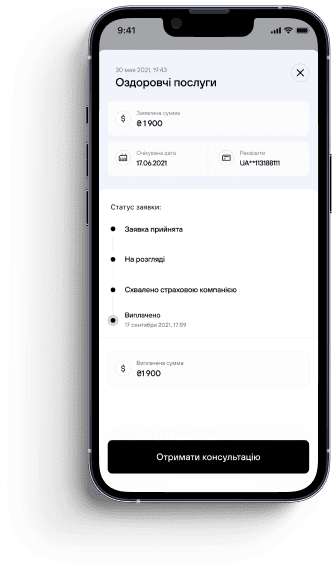 9:41
30 мая 2021, 19:43
Оздоровчі послуги
Заявлена сумма
₴ 1 900
Очікувана дата
17.06.2021
Реквізити
UA**113188111
Статус заявки:
Заявка прийнята
На розгляді
Схвалено страховою компанією
Виплачено
17 сентября 2021, 17:59
Виплачена сумма
₴1 900
Отримати консультацію